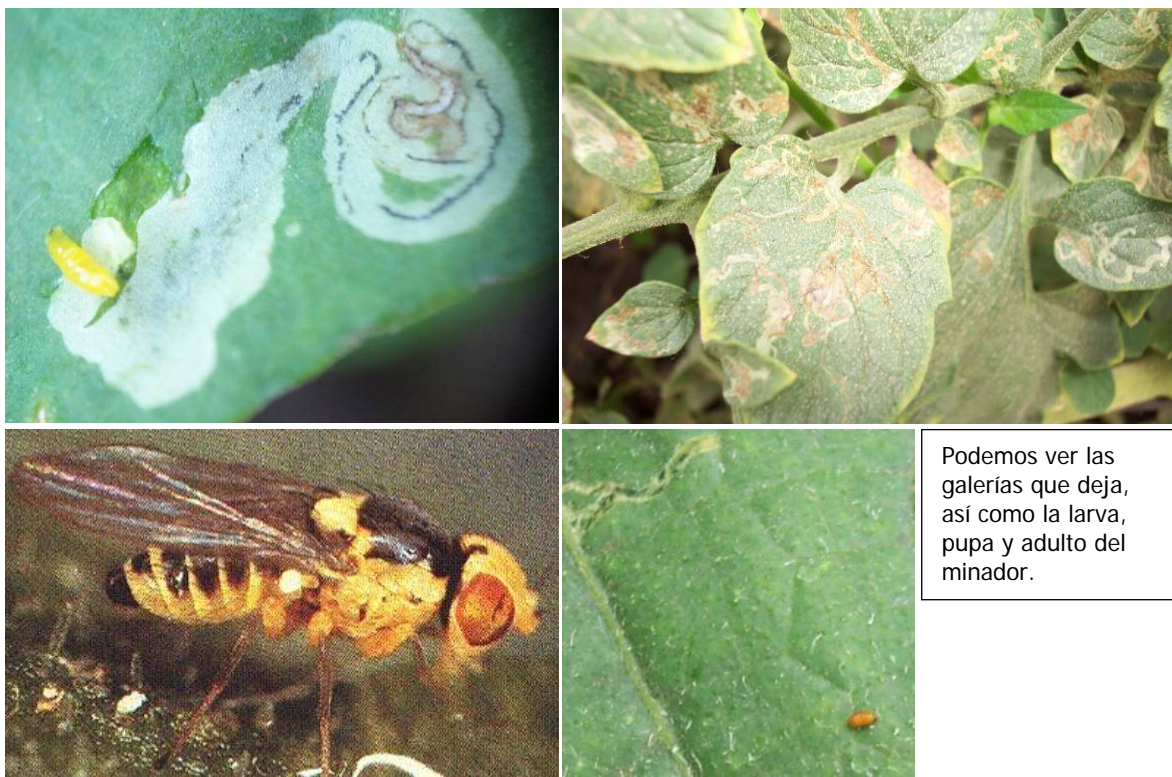 Podemos ver las
galerías que deja,
así como la larva,
pupa y adulto del
minador.